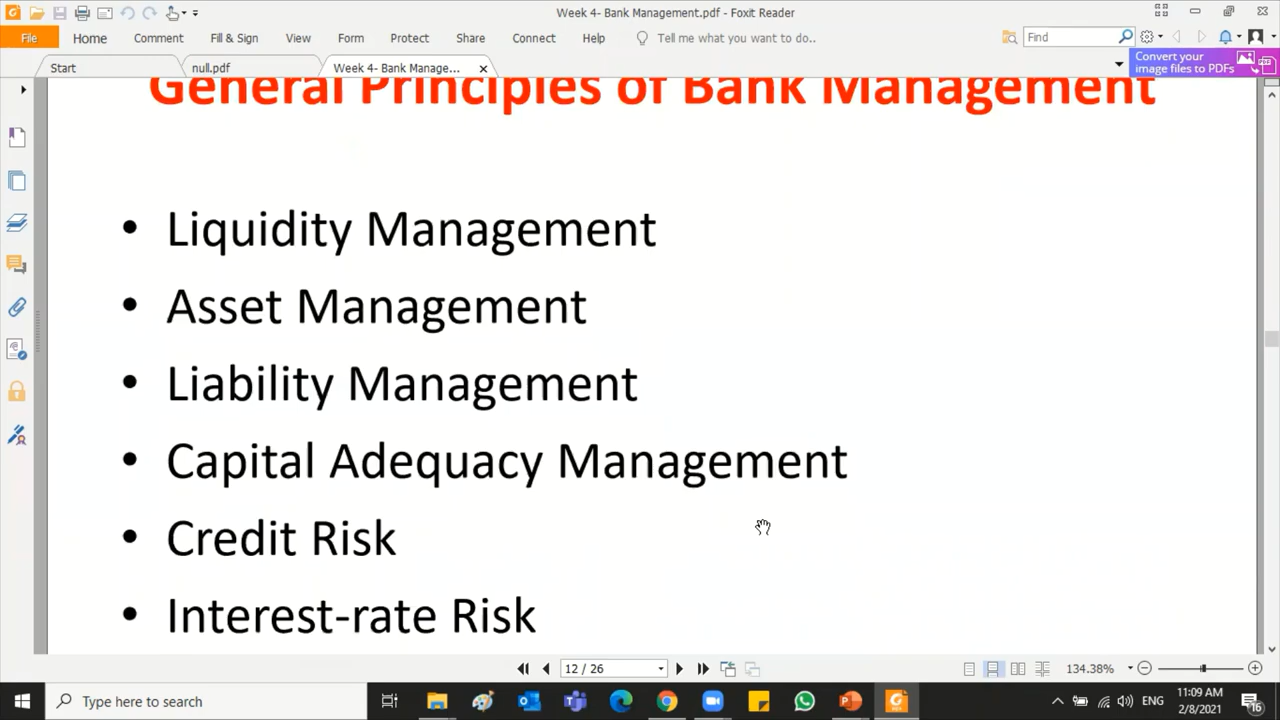 Week 4- Bank Management.pdf - Foxit Reader
File Home Comment Fill & Sign View Form Protect Share Connect Help Tell me what you want to do.. Find
Convert your
image files to PDFs
Start null.pdf Week 4- Bank Manage...
General Principles of Bank Management
• Liquidity Management
• Asset Management
• Liability Management
• Capital Adequacy Management
• Credit Risk
• Interest-rate Risk
12 / 26 134.38%
Type here to search ENG 11:09 AM
2/8/2021 16